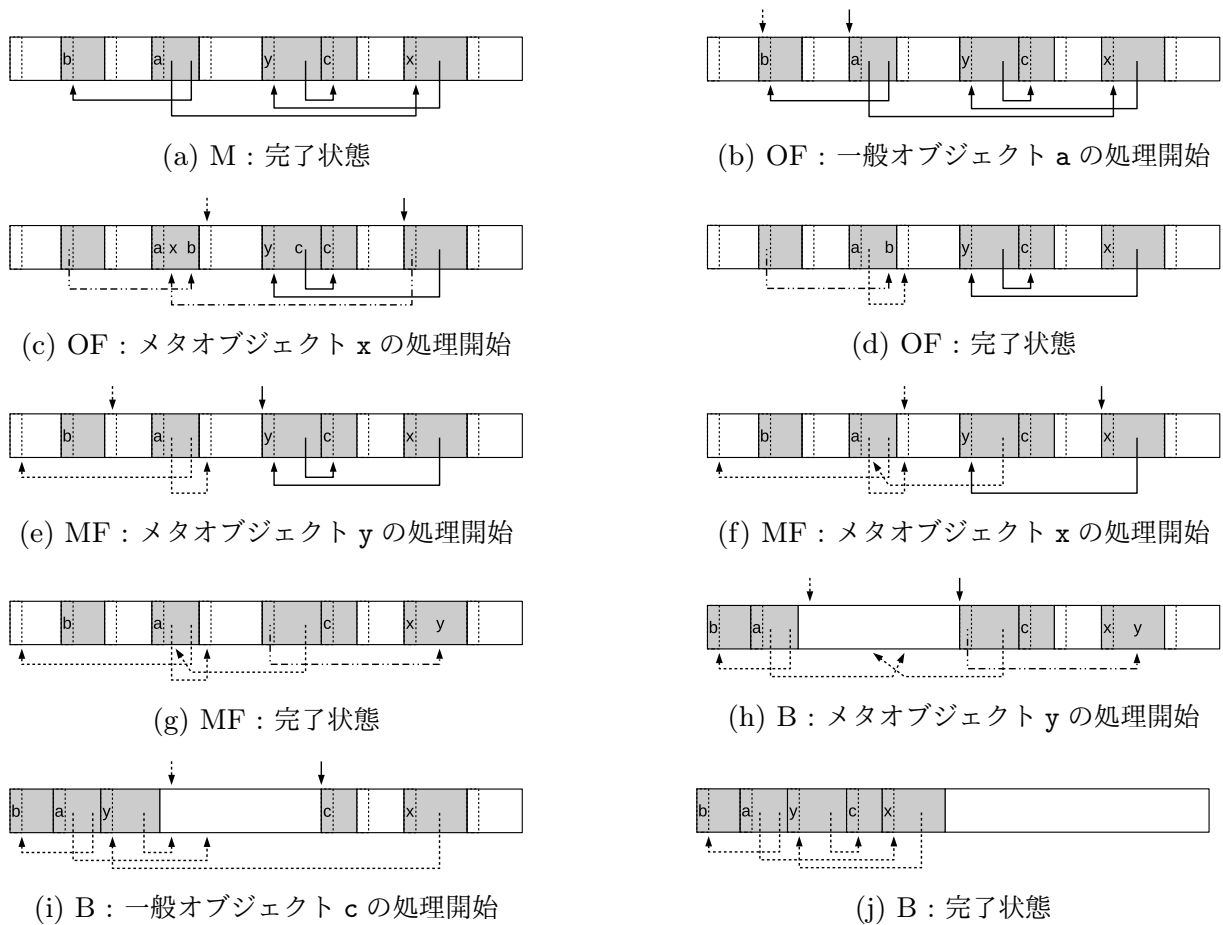 b a y c x
b a y c x
(a) M：完了状態
(b) OF：一般オブジェクト a の処理開始
a x b y c c
a b y c x
(c) OF：メタオブジェクト x の処理開始
(d) OF：完了状態
b a y c x
b a y c x
(e) MF：メタオブジェクト y の処理開始
(f) MF：メタオブジェクト x の処理開始
b a c x y
b a c x y
(g) MF：完了状態
(h) B：メタオブジェクト y の処理開始
b a y c x
b a y c x
(i) B：一般オブジェクト c の処理開始
(j) B：完了状態